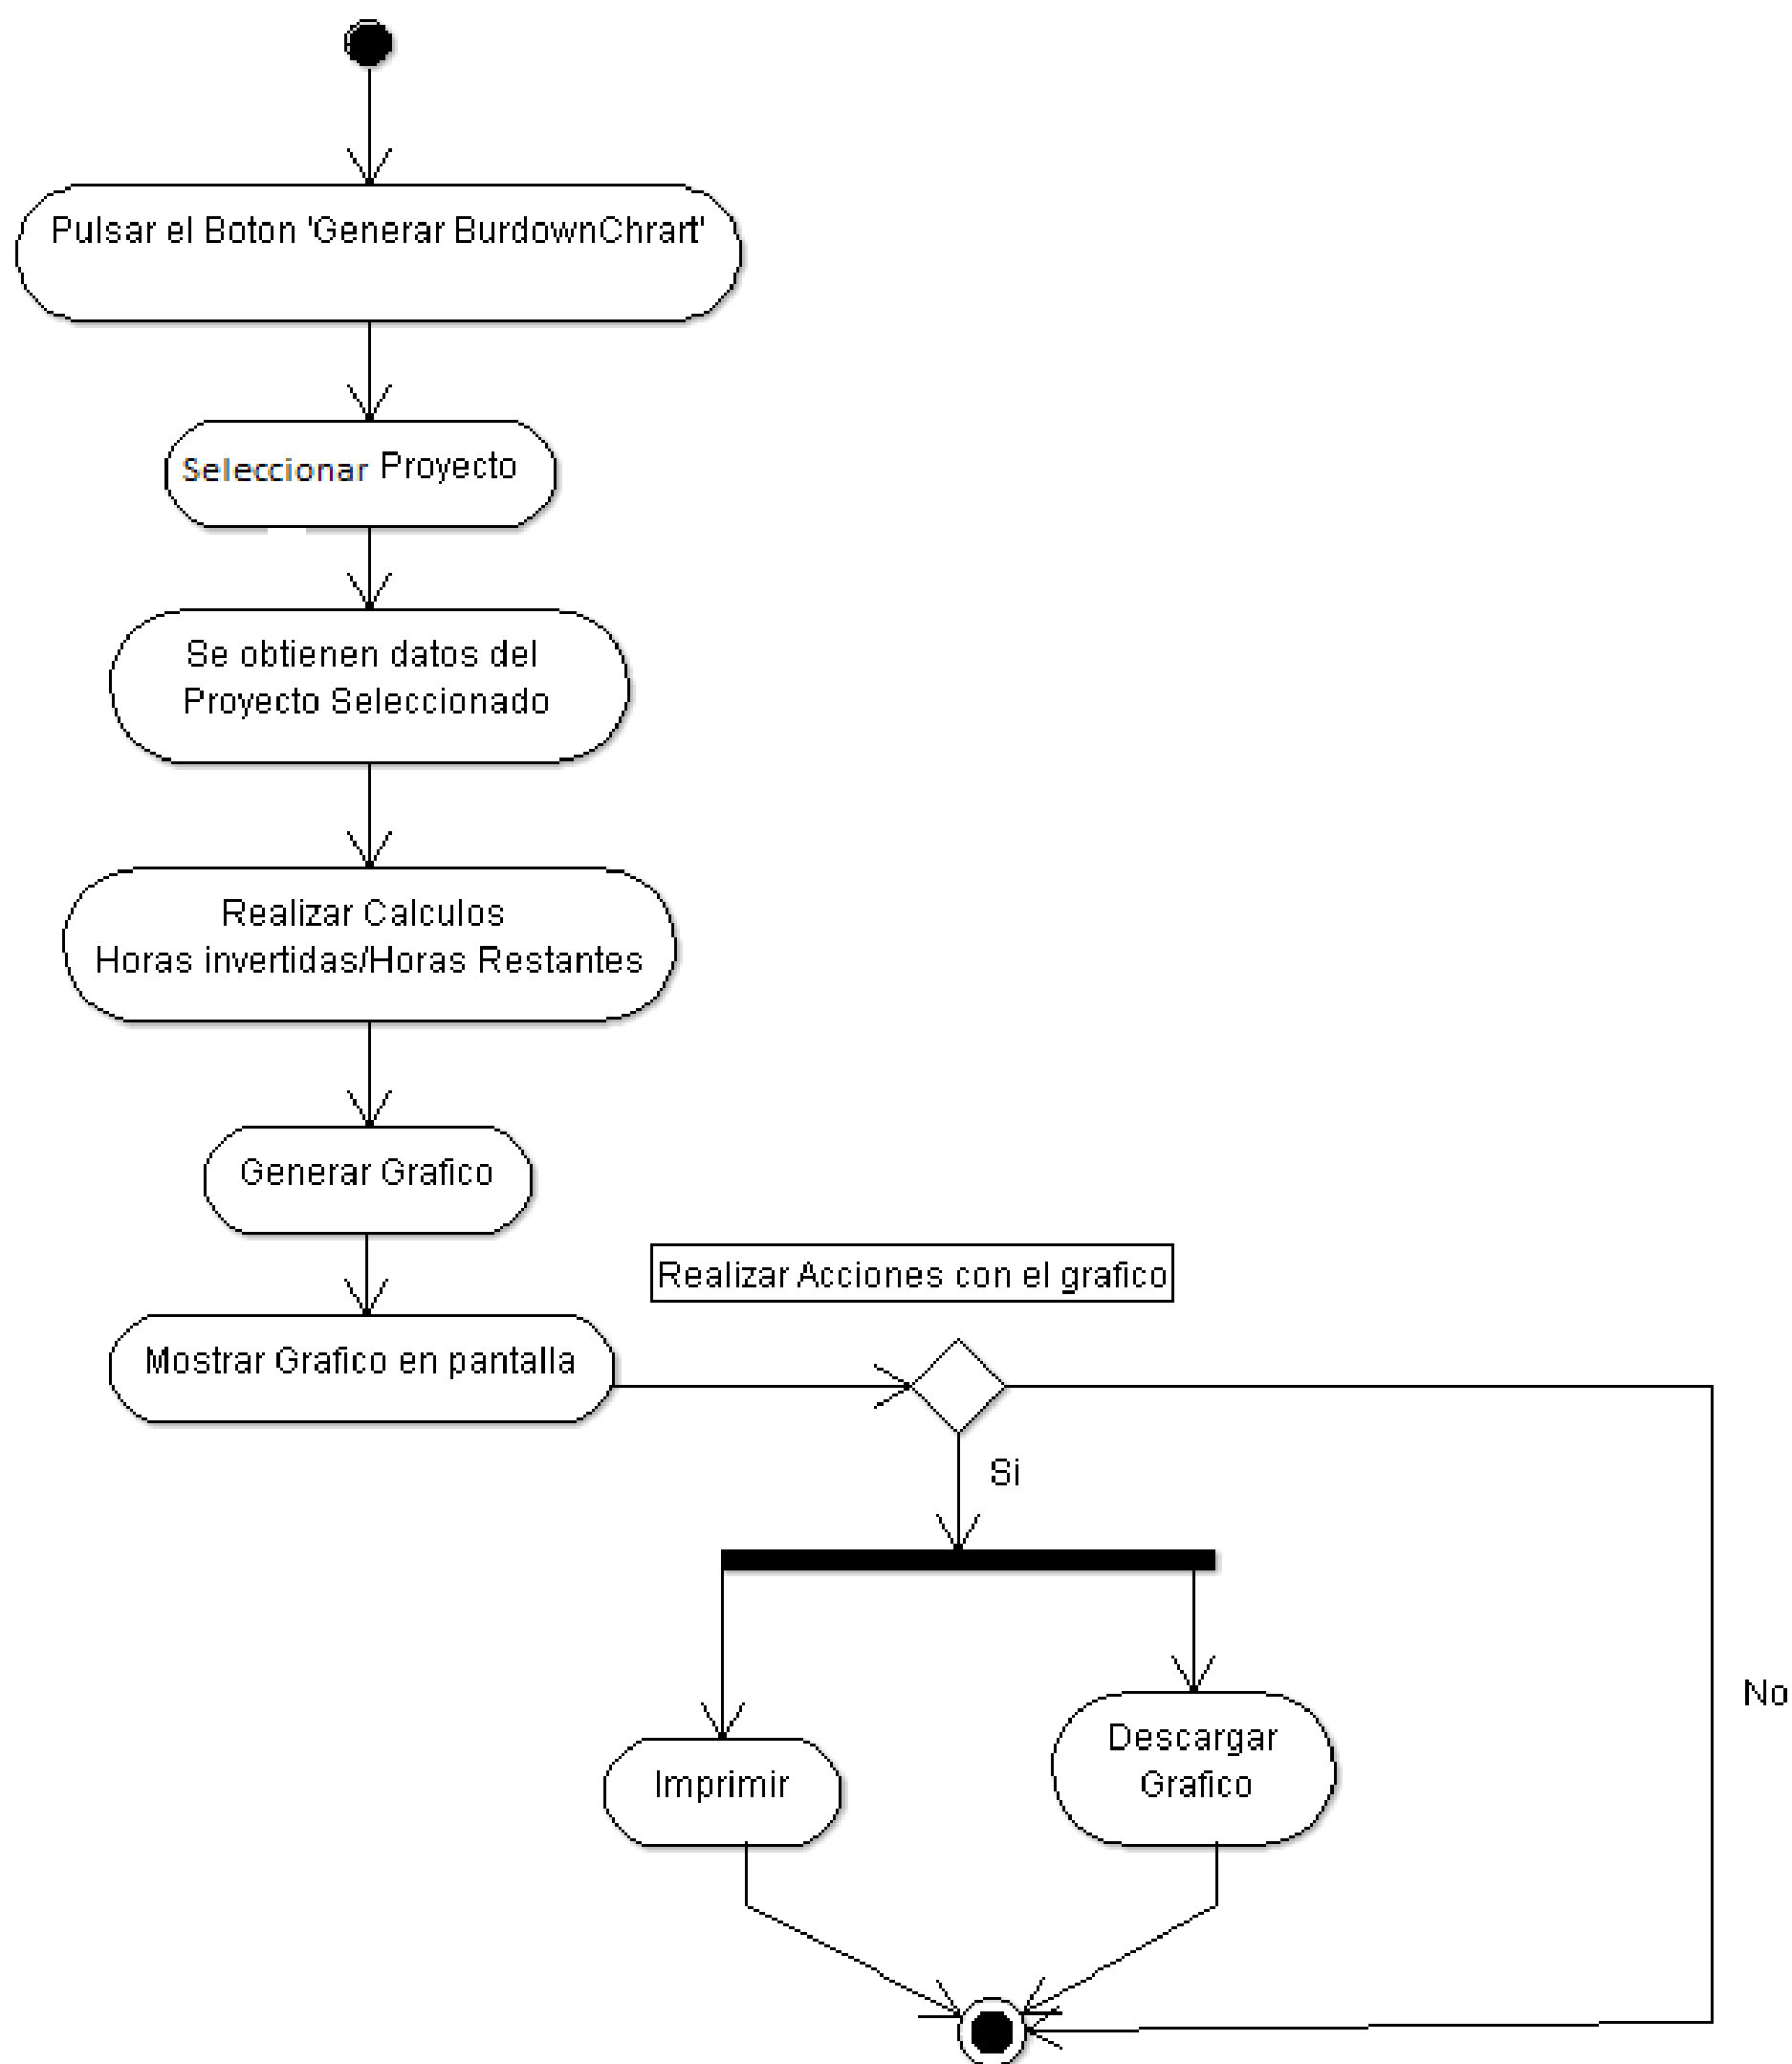 Pulsar el Boton 'Generar BurdownChrart'
Seleccionar Proyecto
Se obtienen datos del
Proyecto Seleccionado
Realizar Calculos
Horas invertidas/Horas Restantes
Generar Grafico
Realizar Acciones con el grafico
Mostrar Grafico en pantalla
Si
No
Imprimir
Descargar
Grafico